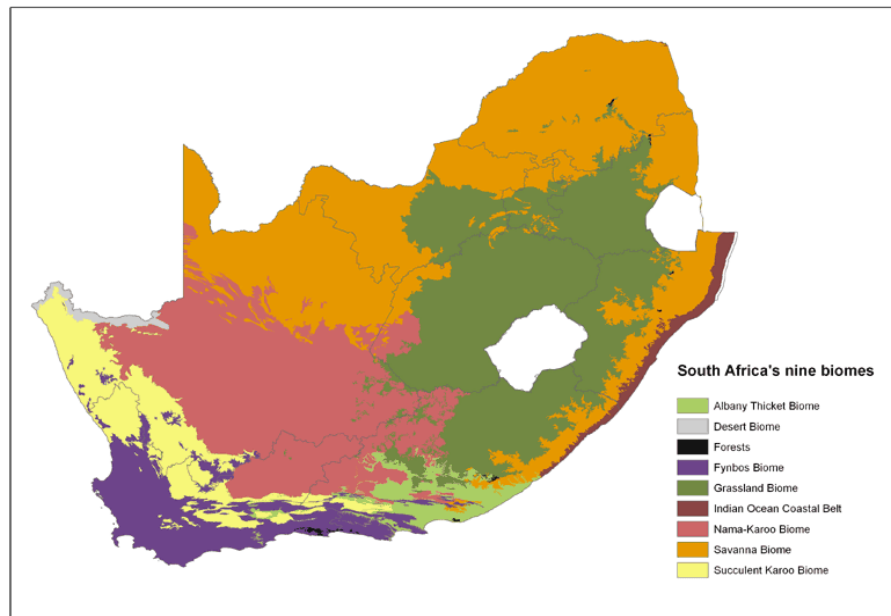 South Africa's nine biomes
Albany Thicket Biome
Desert Biome
Forests
Fynbos Biome
Grassland Biome
Indian Ocean Coastal Belt
Nama-Karoo Biome
Savanna Biome
Succulent Karoo Biome